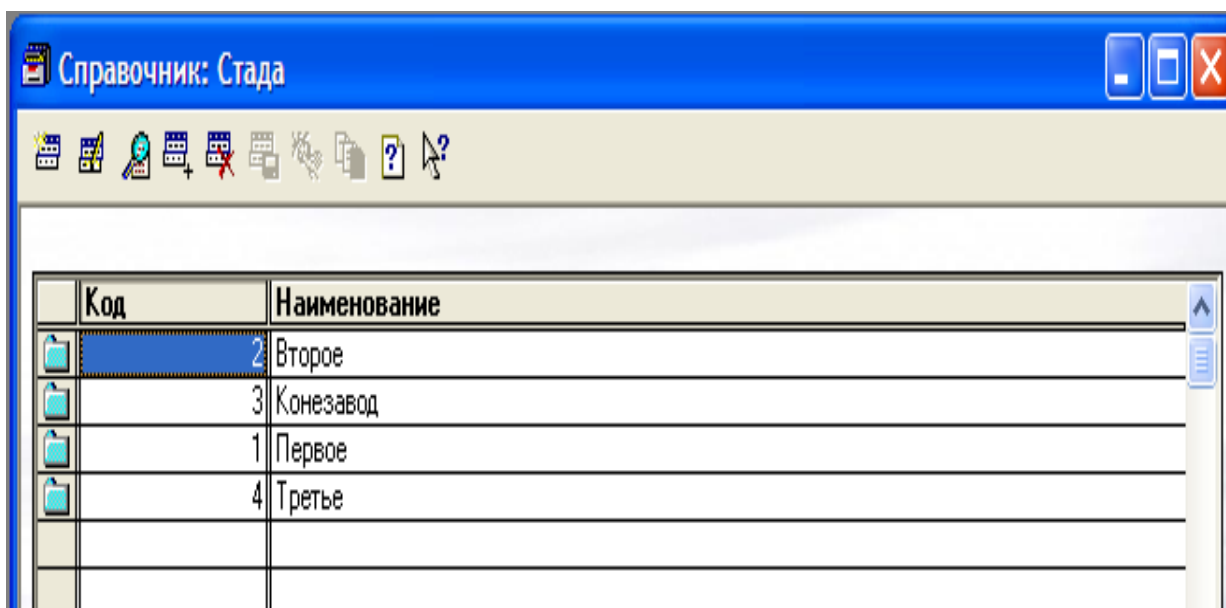 Справочник: Стада
Код Наименование
2 Второе
3 Конезавод
1 Первое
4 Третье